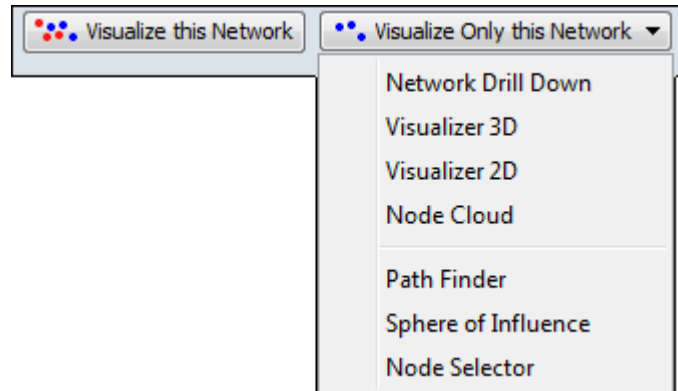 Visualize this Network
Visualize Only this Network
Network Drill Down
Visualizer 3D
Visualizer 2D
Node Cloud
Path Finder
Sphere of Influence
Node Selector